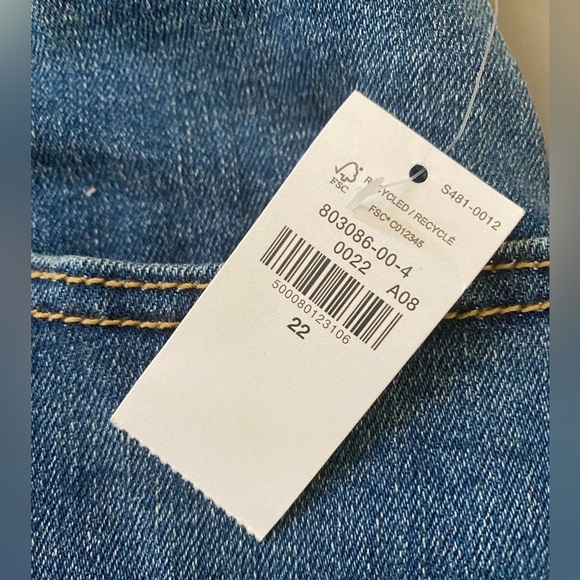 S481-0012
FSC
RECYCLED / RECYCLÉ
FSC® C012345
803086-00-4
0022 A08
500080123106
22